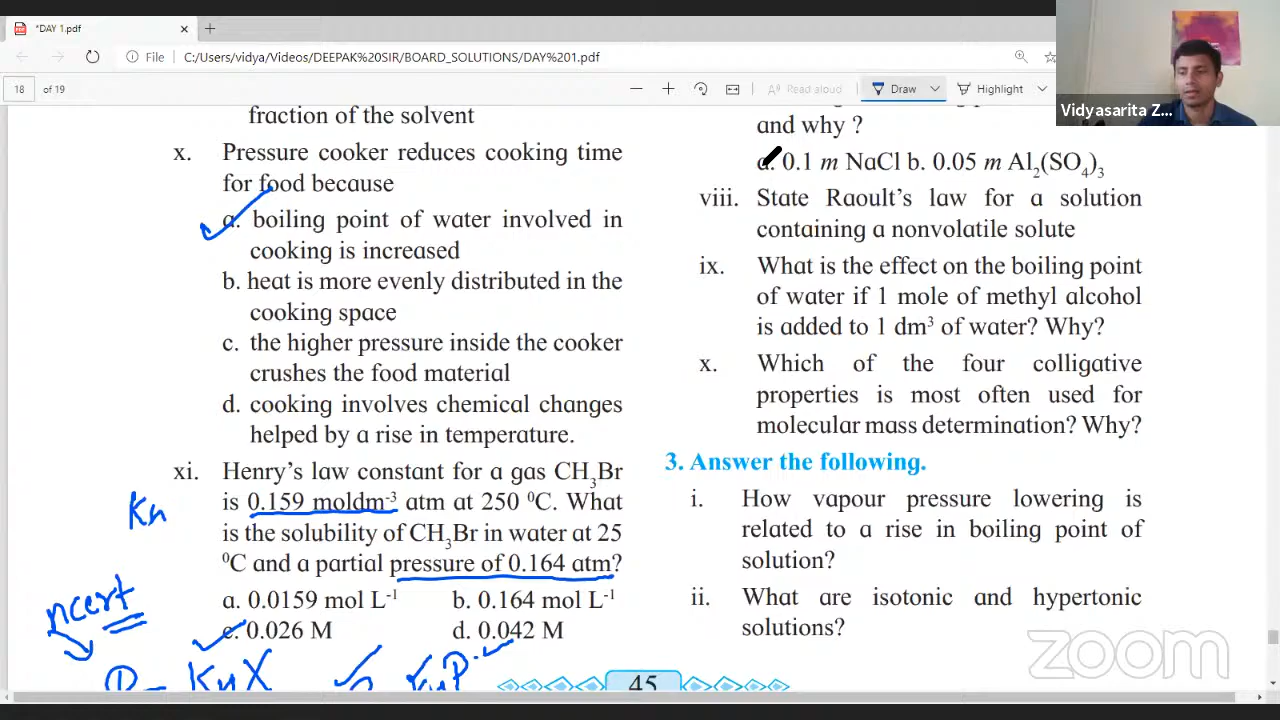 *DAY 1.pdf
File C:/Users/vidya/Videos/DEEPAK%20SIR/BOARD_SOLUTIONS/DAY%201.pdf
18 of 19 Read aloud Draw Highlight
Vidyasarita Z...
fraction of the solvent
x. Pressure cooker reduces cooking time
for food because
a. boiling point of water involved in
cooking is increased
b. heat is more evenly distributed in the
cooking space
c. the higher pressure inside the cooker
crushes the food material
d. cooking involves chemical changes
helped by a rise in temperature.
xi. Henry's law constant for a gas CH₃Br
is 0.159 moldm⁻³ atm at 250 ⁰C. What
is the solubility of CH₃Br in water at 25
⁰C and a partial pressure of 0.164 atm?
a. 0.0159 mol L⁻¹ b. 0.164 mol L⁻¹
c. 0.026 M d. 0.042 M
ncert
and why ?
a. 0.1 m NaCl b. 0.05 m Al₂(SO₄)₃
viii. State Raoult's law for a solution
containing a nonvolatile solute
ix. What is the effect on the boiling point
of water if 1 mole of methyl alcohol
is added to 1 dm³ of water? Why?
x. Which of the four colligative
properties is most often used for
molecular mass determination? Why?
3. Answer the following.
i. How vapour pressure lowering is
related to a rise in boiling point of
solution?
ii. What are isotonic and hypertonic
solutions?
45
zoom